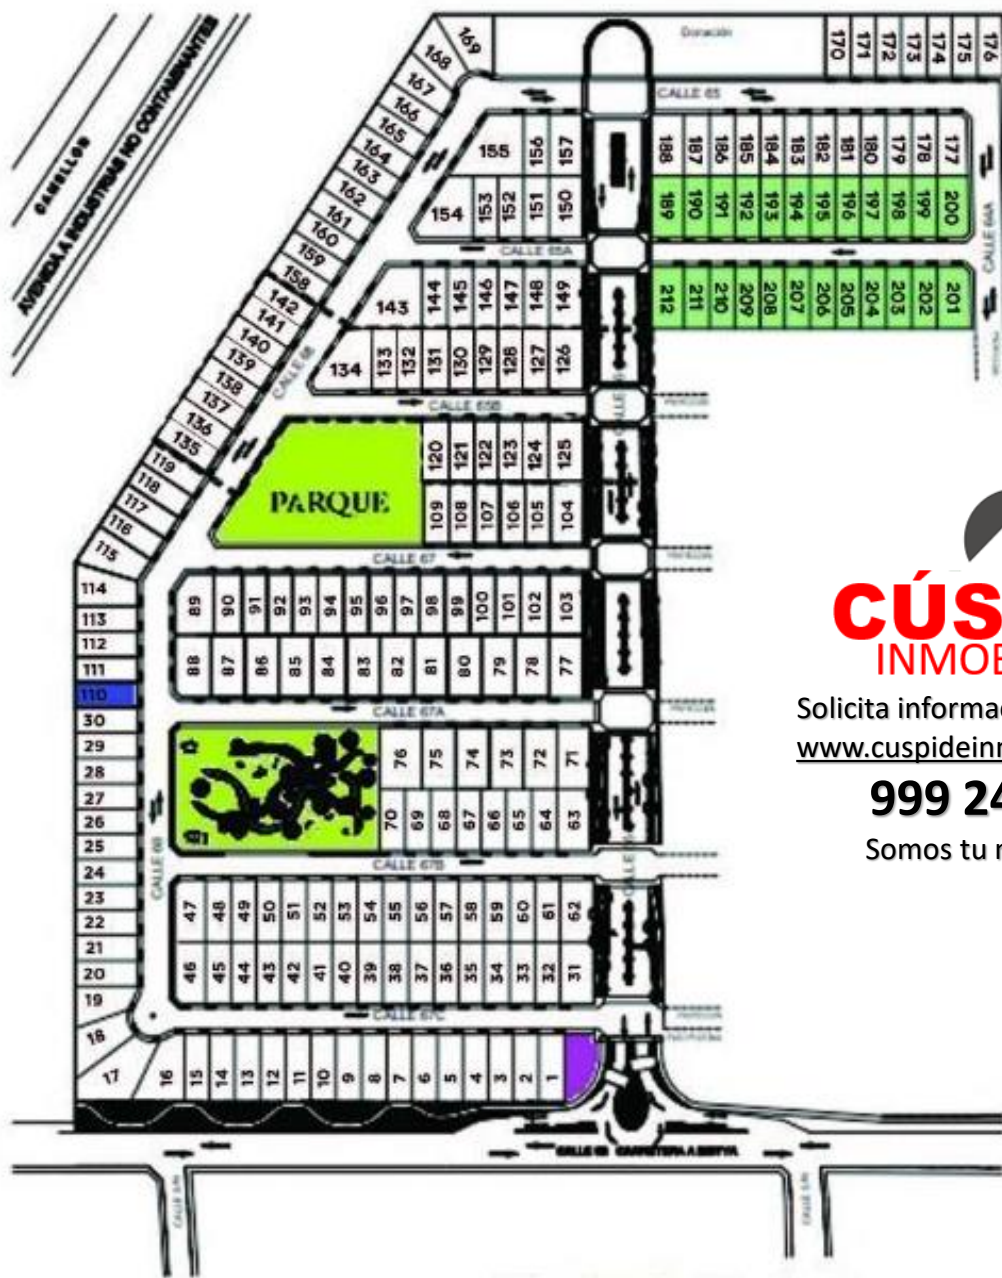 CAMELLON
AVENIDA A INDUSTRIAS NO CONTAMINANTES
169
168
167
166
165
164
163
162
161
160
159
158
142
141
140
139
138
137
136
135
119
118
117
116
115
114
113
112
111
110
30
29
28
27
26
25
24
23
22
21
20
19
18
17
Donación
170 171 172 173 174 175 176
CALLE 65
155 156 157
154 153 152 151 150
188 187 186 185 184 183 182 181 180 179 178 177
189 190 191 192 193 194 195 196 197 198 199 200
CALLE 64A
CALLE 65A
143 144 145 146 147 148 149
134 133 132 131 130 129 128 127 126
212 211 210 209 208 207 206 205 204 203 202 201
CALLE 68
CALLE 65B
CALLE
PARQUE
120 121 122 123 124 125
109 108 107 106 105 104
CALLE 67
89 90 91 92 93 94 95 96 97 98 99 100 101 102 103
88 87 86 85 84 83 82 81 80 79 78 77
CALLE 67A
76 75 74 73 72 71
70 69 68 67 66 65 64 63
CALLE 68
CALLE 67B
CALLE
47 48 49 50 51 52 53 54 55 56 57 58 59 60 61 62
46 45 44 43 42 41 40 39 38 37 36 35 34 33 32 31
CALLE 67C
16 15 14 13 12 11 10 9 8 7 6 5 4 3 2 1
CARRETERA A
CALLE S/N
CALLE S/N
CÚS
INMOB
Solicita informac
www.cuspideinm
999 24
Somos tu